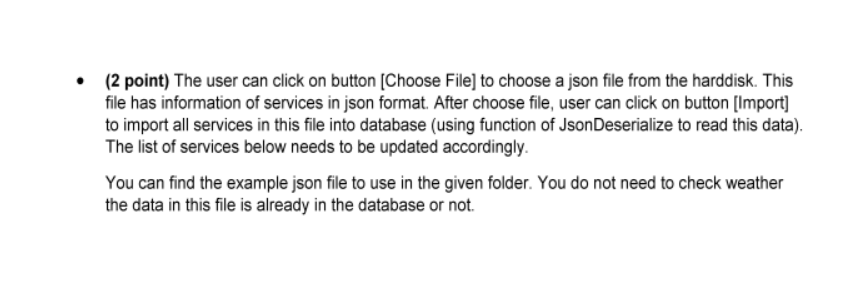 • (2 point) The user can click on button [Choose File] to choose a json file from the harddisk. This
file has information of services in json format. After choose file, user can click on button [Import]
to import all services in this file into database (using function of JsonDeserialize to read this data).
The list of services below needs to be updated accordingly.
You can find the example json file to use in the given folder. You do not need to check weather
the data in this file is already in the database or not.